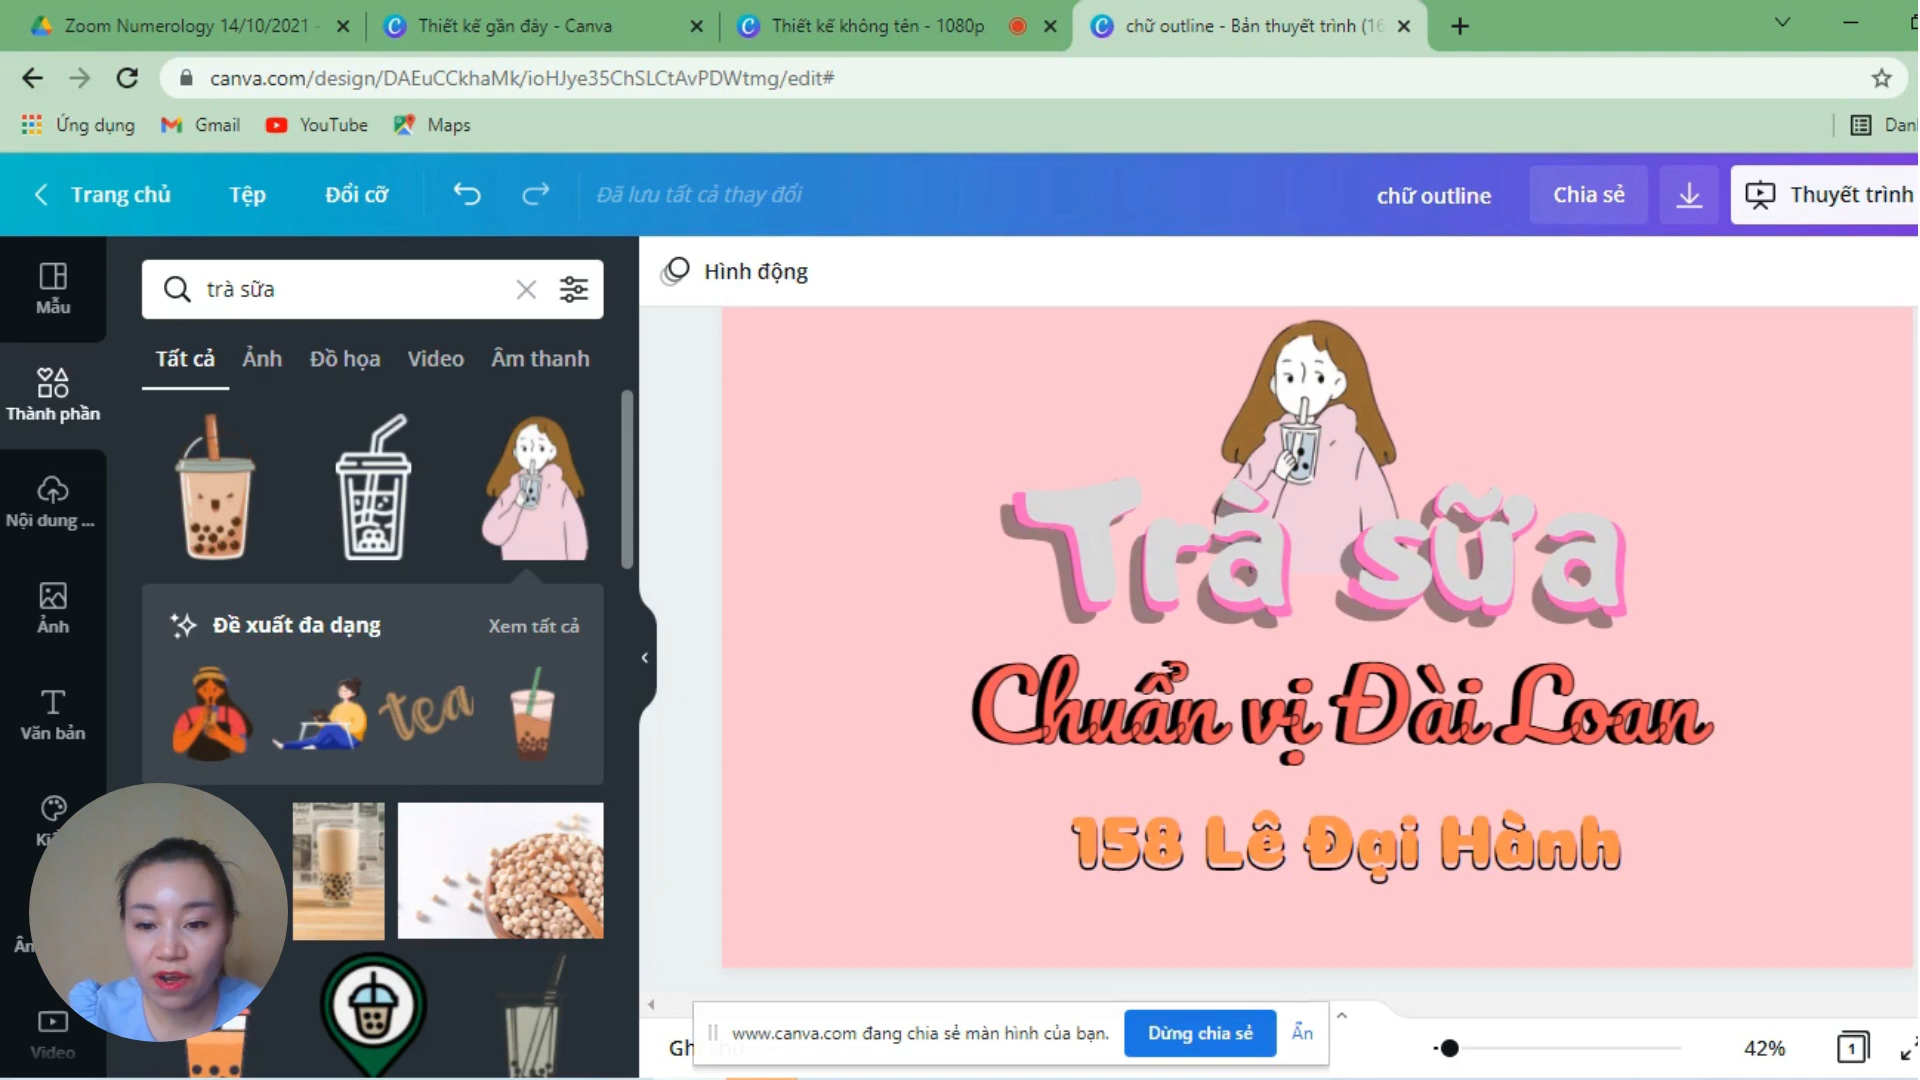 Zoom Numerology 14/10/2021 -
Thiết kế gần đây - Canva
Thiết kế không tên - 1080p
chữ outline - Bản thuyết trình (16
canva.com/design/DAEuCCkhaMk/ioHJye35ChSLCtAvPDWtmg/edit#
Ứng dụng
Gmail
YouTube
Maps
Trang chủ
Tệp
Đổi cỡ
Đã lưu tất cả thay đổi
chữ outline
Chia sẻ
Thuyết trình
Mẫu
Thành phần
Nội dung ...
Ảnh
Văn bản
Video
trà sữa
Tất cả
Ảnh
Đồ họa
Video
Âm thanh
Đề xuất đa dạng
Xem tất cả
tea
Hình động
Trà sữa
Chuẩn vị Đài Loan
158 Lê Đại Hành
www.canva.com đang chia sẻ màn hình của bạn.
Dừng chia sẻ
Ẩn
42%
1